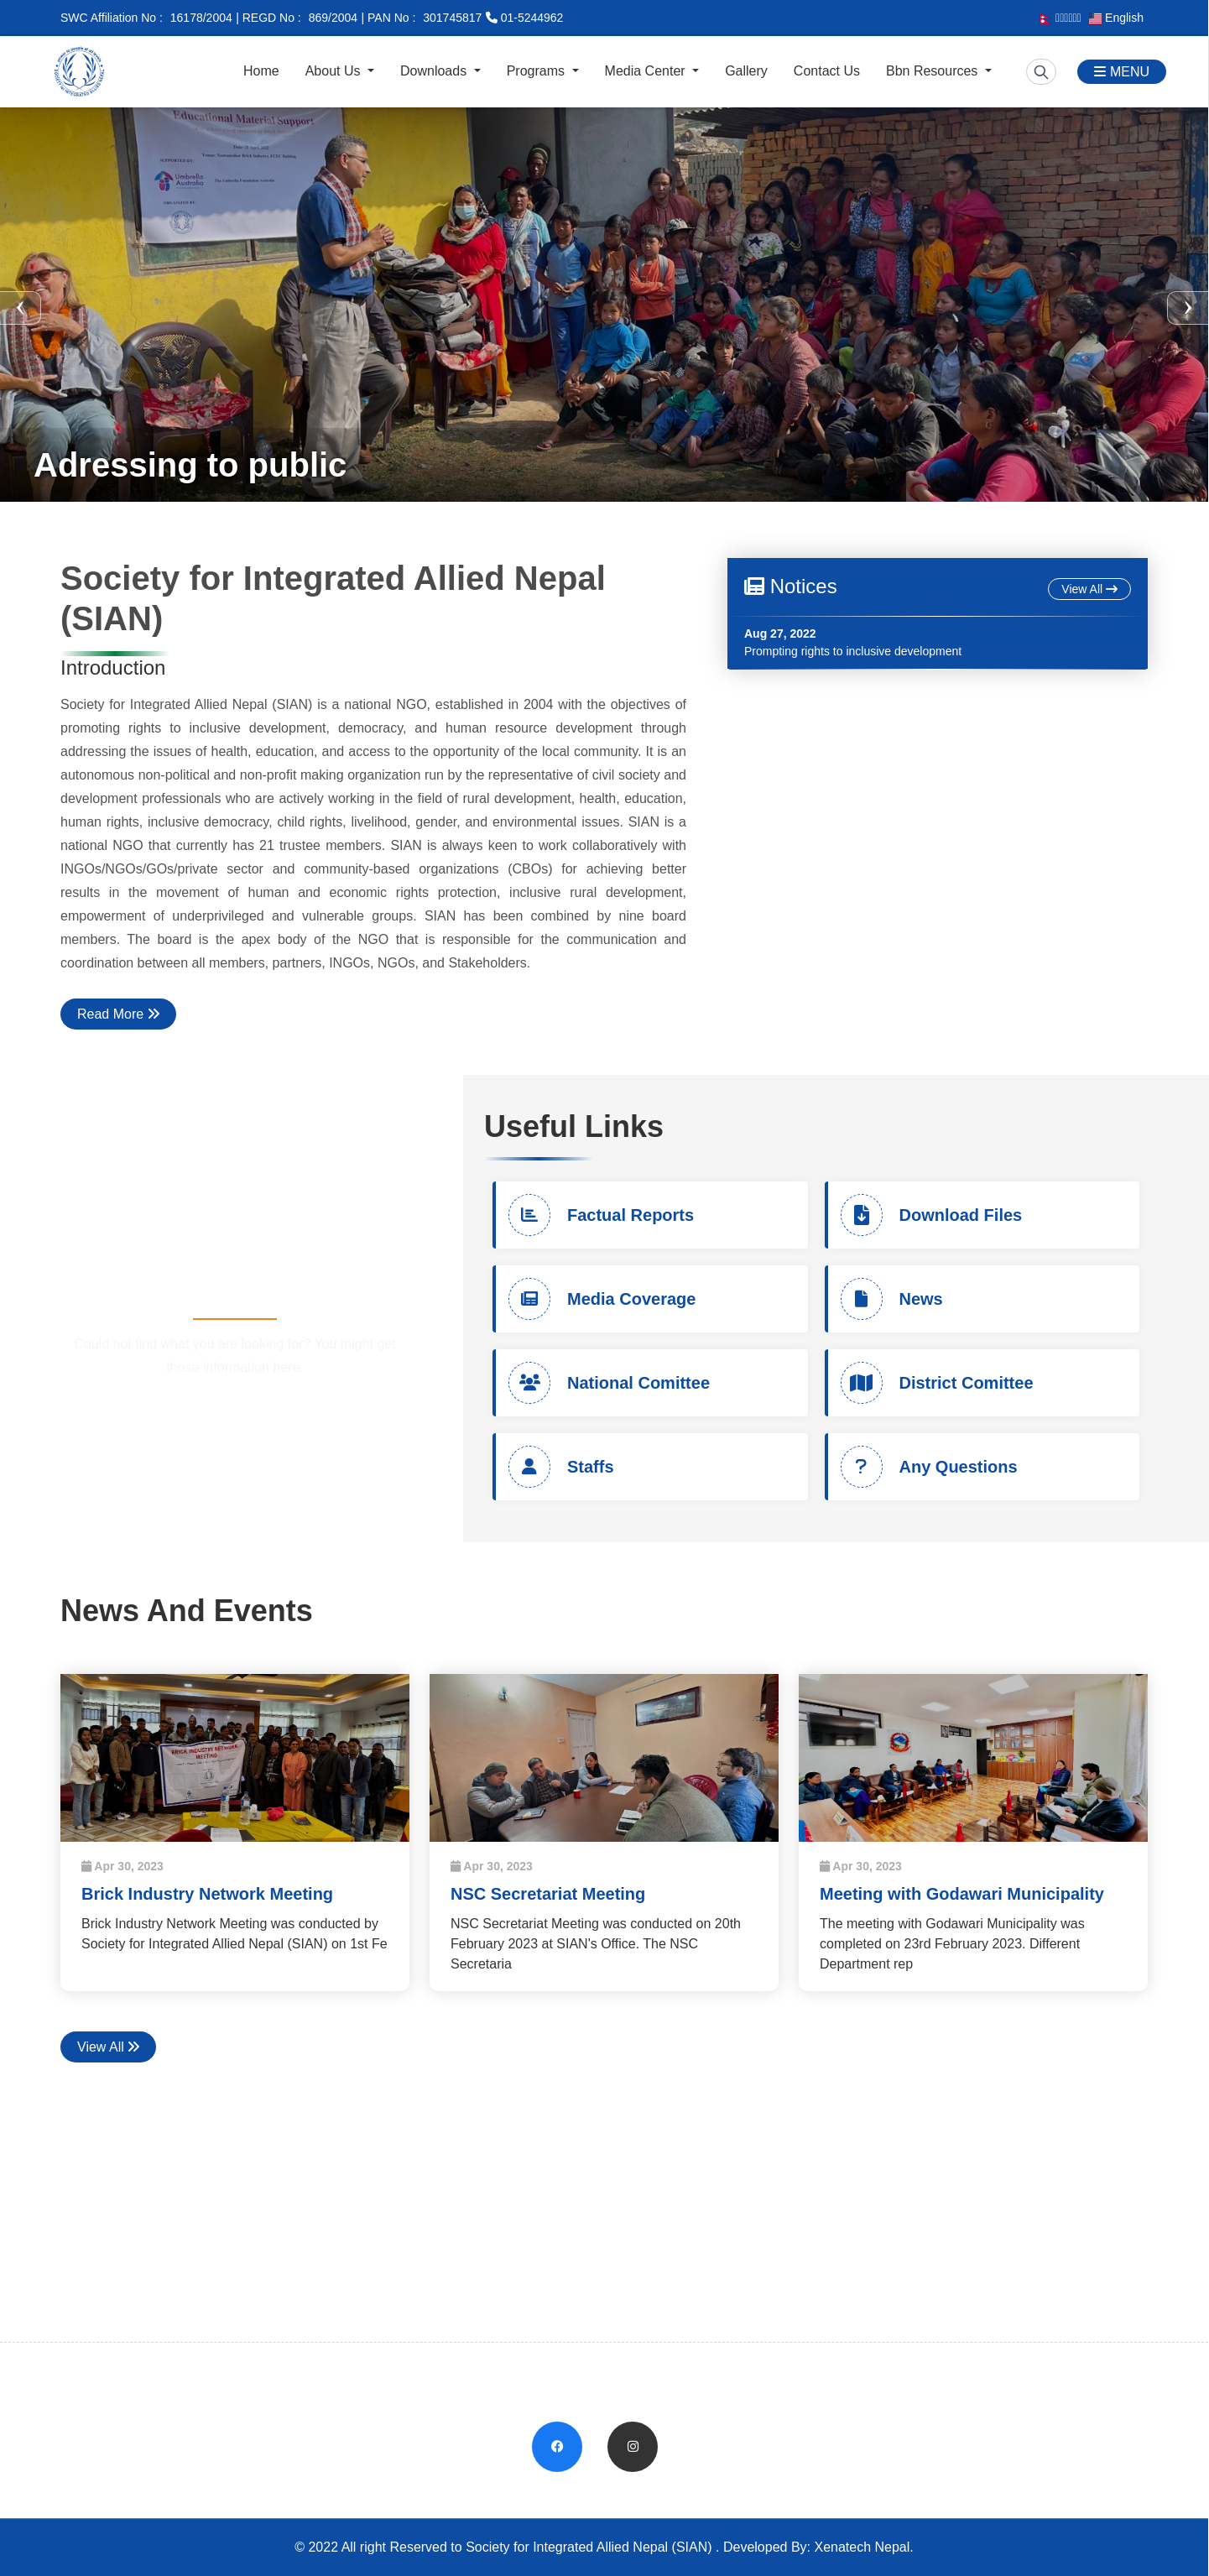 SWC Affiliation No : 16178/2004 | REGD No : 869/2004 | PAN No : 301745817 01-5244962
English
Home About Us Downloads Programs Media Center Gallery Contact Us Bbn Resources MENU
Educational Material Support
SUPPORTED BY:
Umbrella
Australia
ORGANIZED BY:
Adressing to public
Society for Integrated Allied Nepal
(SIAN)
Introduction
Society for Integrated Allied Nepal (SIAN) is a national NGO, established in 2004 with the objectives of
promoting rights to inclusive development, democracy, and human resource development through
addressing the issues of health, education, and access to the opportunity of the local community. It is an
autonomous non-political and non-profit making organization run by the representative of civil society and
development professionals who are actively working in the field of rural development, health, education,
human rights, inclusive democracy, child rights, livelihood, gender, and environmental issues. SIAN is a
national NGO that currently has 21 trustee members. SIAN is always keen to work collaboratively with
INGOs/NGOs/GOs/private sector and community-based organizations (CBOs) for achieving better
results in the movement of human and economic rights protection, inclusive rural development,
empowerment of underprivileged and vulnerable groups. SIAN has been combined by nine board
members. The board is the apex body of the NGO that is responsible for the communication and
coordination between all members, partners, INGOs, NGOs, and Stakeholders.
Read More
Notices
View All
Aug 27, 2022
Prompting rights to inclusive development
Could not find what you are looking for? You might get
those information here.
Useful Links
Factual Reports
Download Files
Media Coverage
News
National Comittee
District Comittee
Staffs
Any Questions
News And Events
BRICK INDUSTRY NETWORK
MEETING
Apr 30, 2023
Brick Industry Network Meeting
Brick Industry Network Meeting was conducted by
Society for Integrated Allied Nepal (SIAN) on 1st Fe
Apr 30, 2023
NSC Secretariat Meeting
NSC Secretariat Meeting was conducted on 20th
February 2023 at SIAN's Office. The NSC
Secretaria
Apr 30, 2023
Meeting with Godawari Municipality
The meeting with Godawari Municipality was
completed on 23rd February 2023. Different
Department rep
View All
© 2022 All right Reserved to Society for Integrated Allied Nepal (SIAN) . Developed By: Xenatech Nepal.